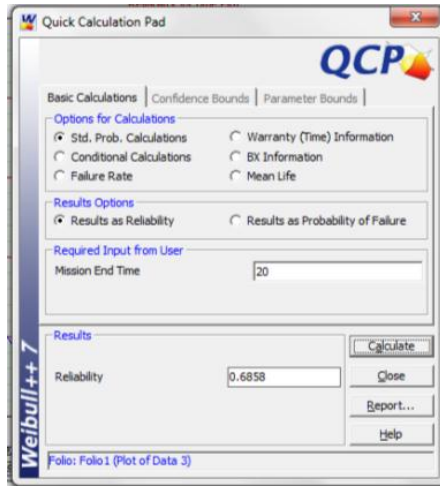 Quick Calculation Pad
QCP
Basic Calculations | Confidence Bounds | Parameter Bounds |
Options for Calculations
Std. Prob. Calculations Warranty (Time) Information
Conditional Calculations BX Information
Failure Rate Mean Life
Results Options
Results as Reliability Results as Probability of Failure
Required Input from User
Mission End Time 20
Results
Calculate
Reliability 0.6858 Close
Report...
Help
Weibull++ 7
Folio: Folio1 (Plot of Data 3)